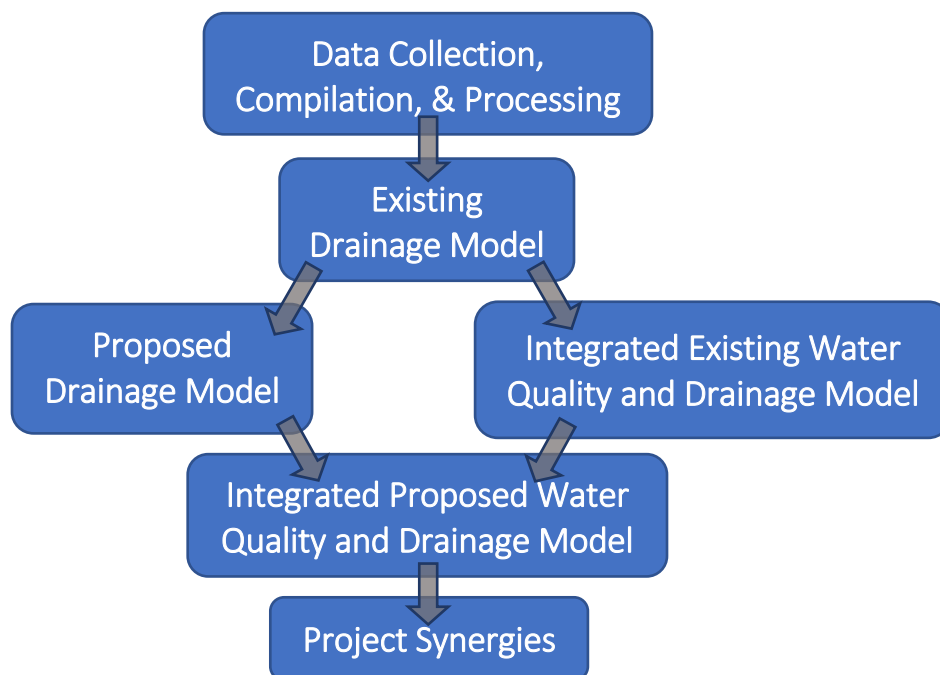 Data Collection,
Compilation, & Processing
Existing
Drainage Model
Proposed
Drainage Model
Integrated Existing Water
Quality and Drainage Model
Integrated Proposed Water
Quality and Drainage Model
Project Synergies